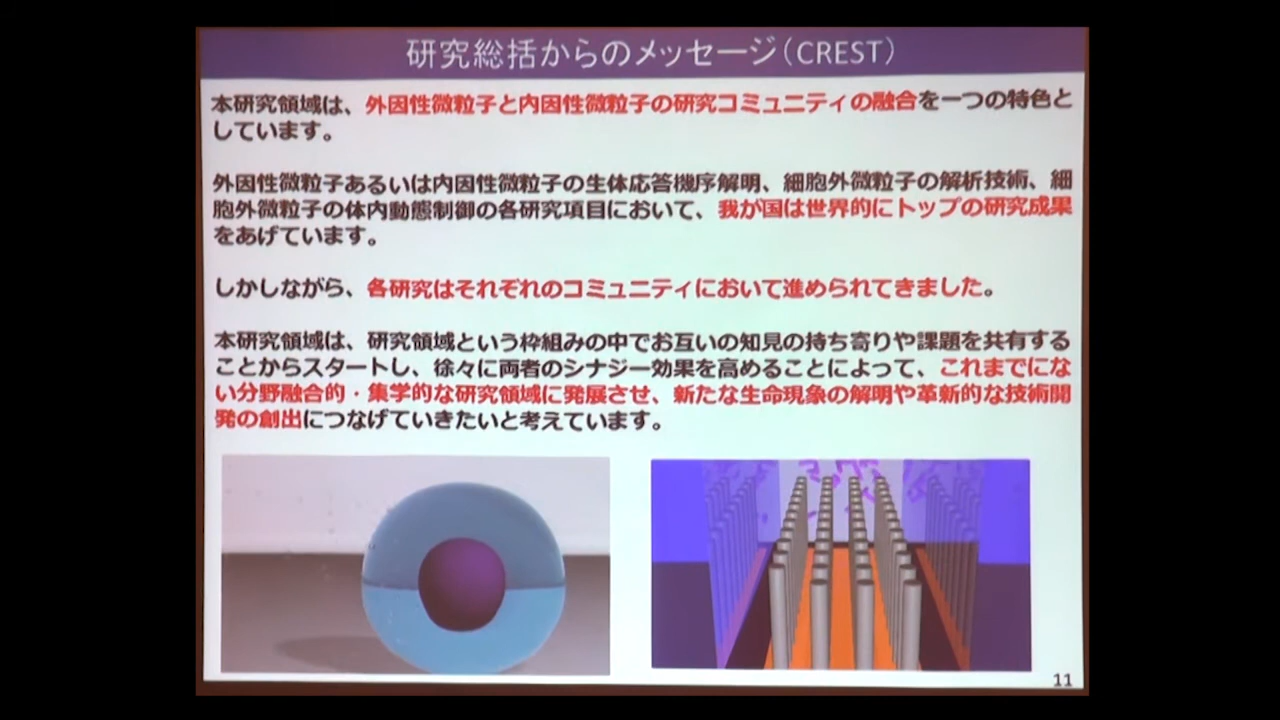 研究総括からのメッセージ（CREST）
本研究領域は、外因性微粒子と内因性微粒子の研究コミュニティの融合を一つの特色と
しています。
外因性微粒子あるいは内因性微粒子の生体応答機序解明、細胞外微粒子の解析技術、細
胞外微粒子の体内動態制御の各研究項目において、我が国は世界的にトップの研究成果
をあげています。
しかしながら、各研究はそれぞれのコミュニティにおいて進められてきました。
本研究領域は、研究領域という枠組みの中でお互いの知見の持ち寄りや課題を共有する
ことからスタートし、徐々に両者のシナジー効果を高めることによって、これまでにな
い分野融合的・集学的な研究領域に発展させ、新たな生命現象の解明や革新的な技術開
発の創出につなげていきたいと考えています。
11